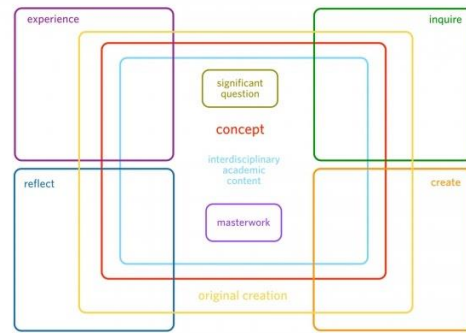 experience
inquire
significant
question
concept
interdisciplinary
academic
content
reflect
create
masterwork
original creation